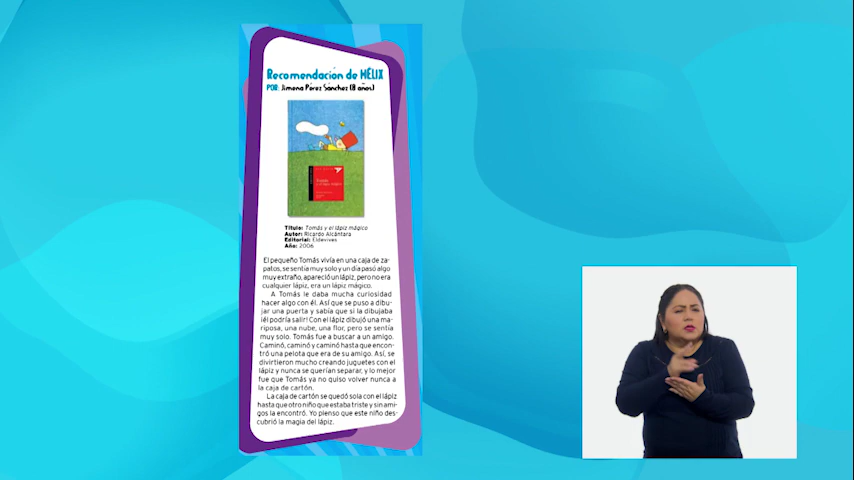 Recomendación de HÉLIX
POR: Jimena Pérez Sánchez (8 años)
Título: Tomás y el lápiz mágico
Autor: Ricardo Alcántara
Editorial: Eldevives
Año: 2006
El pequeño Tomás vivía en una caja de za-
patos, se sentía muy solo y un día pasó algo
muy extraño, apareció un lápiz, pero no era
cualquier lápiz, era un lápiz mágico.
A Tomás le daba mucha curiosidad
hacer algo con él. Así que se puso a dibu-
jar una puerta y sabía que si la dibujaba
¡él podría salir! Con el lápiz dibujó una ma-
riposa, una nube, una flor, pero se sentía
muy solo. Tomás fue a buscar a un amigo.
Caminó, caminó y caminó hasta que encon-
tró una pelota que era de su amigo. Así, se
divirtieron mucho creando juguetes con el
lápiz y nunca se querían separar, y lo mejor
fue que Tomás ya no quiso volver nunca a
la caja de cartón.
La caja de cartón se quedó sola con el lápiz
hasta que otro niño que estaba triste y sin ami-
gos la encontró. Yo pienso que este niño des-
cubrió la magia del lápiz.